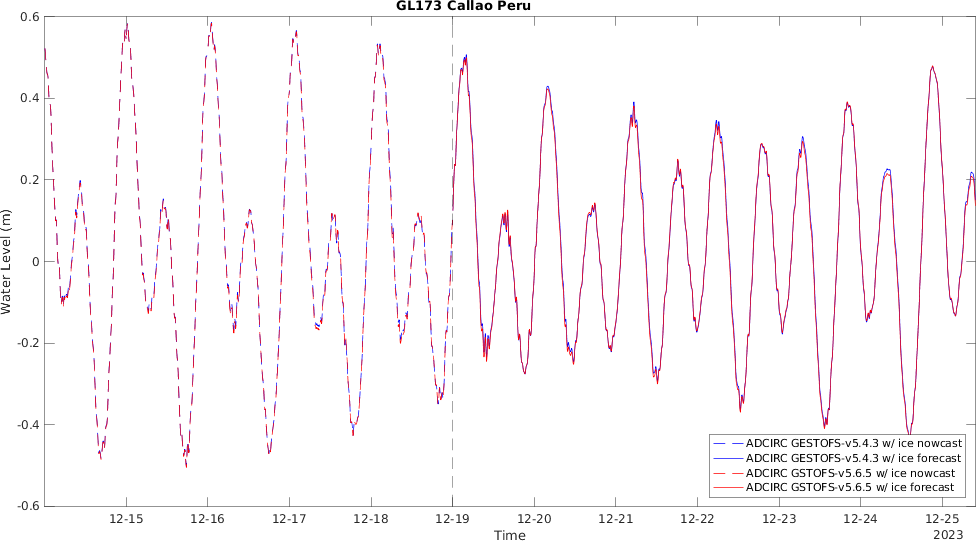 GL173 Callao Peru
0.6
0.4
0.2
0
-0.2
-0.4
-0.6
Water Level (m)
12-15 12-16 12-17 12-18 12-19 12-20 12-21 12-22 12-23 12-24 12-25
2023
Time
ADCIRC GESTOFS-v5.4.3 w/ ice nowcast
ADCIRC GESTOFS-v5.4.3 w/ ice forecast
ADCIRC GSTOFS-v5.6.5 w/ ice nowcast
ADCIRC GSTOFS-v5.6.5 w/ ice forecast